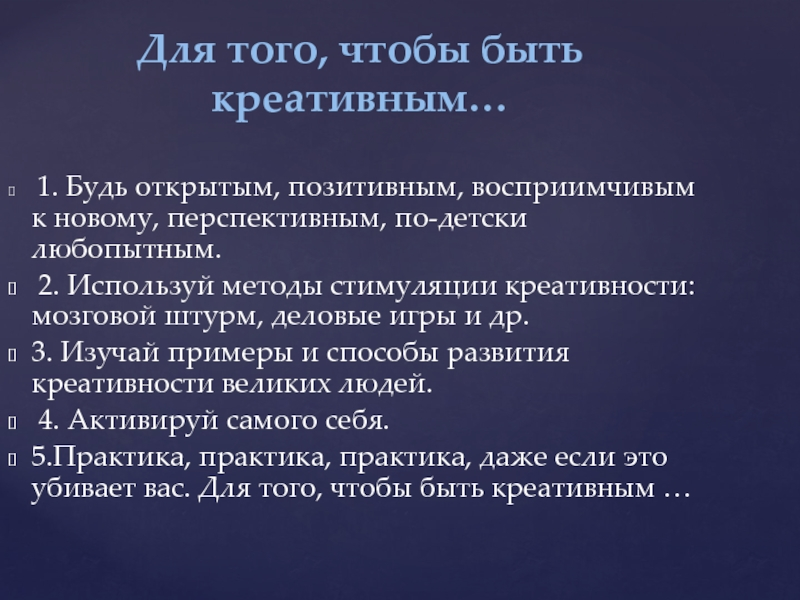 Для того, чтобы быть
креативным…
1. Будь открытым, позитивным, восприимчивым
к новому, перспективным, по-детски
любопытным.
2. Используй методы стимуляции креативности:
мозговой штурм, деловые игры и др.
3. Изучай примеры и способы развития
креативности великих людей.
4. Активируй самого себя.
5.Практика, практика, практика, даже если это
убивает вас. Для того, чтобы быть креативным …